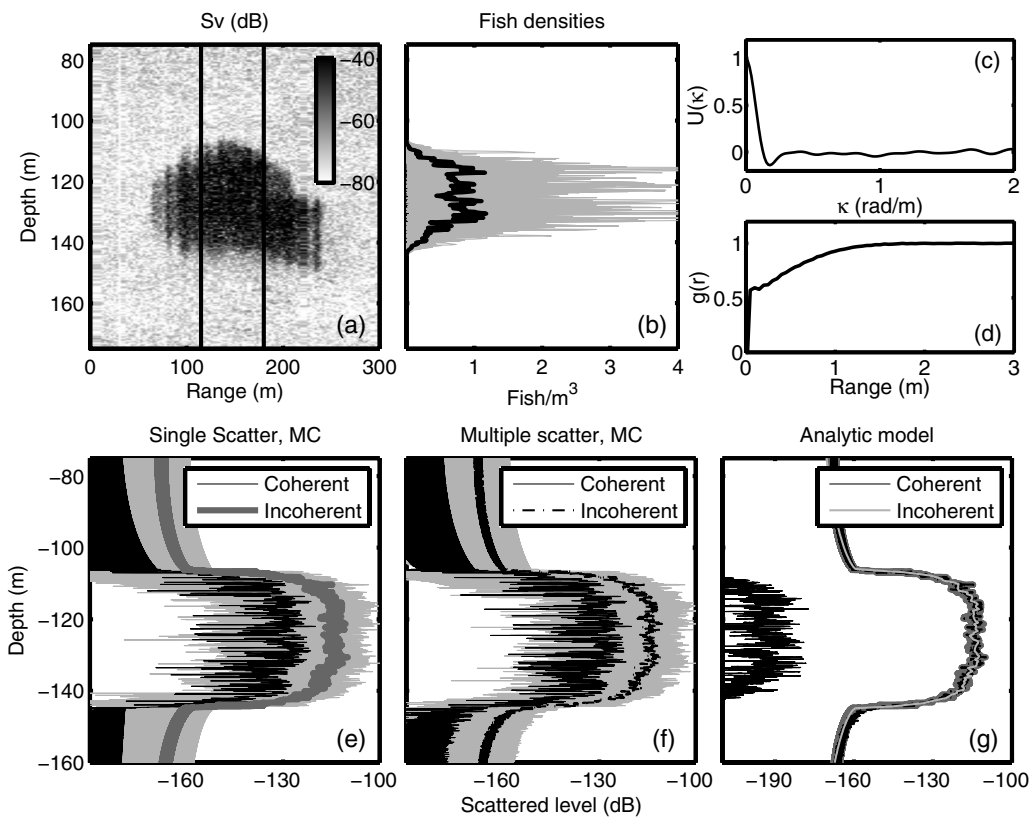 Sv (dB)
80
100
120
140
160
Depth (m)
0
100
200
300
Range (m)
−40
−60
−80
(a)
Fish densities
0
1
2
3
4
Fish/m³
(b)
1
0.5
0
U(κ)
0
1
2
κ (rad/m)
(c)
1
0.5
0
g(r)
0
1
2
3
Range (m)
(d)
Single Scatter, MC
−80
−100
−120
−140
−160
Depth (m)
Coherent
Incoherent
−160
−130
−100
(e)
Multiple scatter, MC
Coherent
Incoherent
−160
−130
−100
Scattered level (dB)
(f)
Analytic model
Coherent
Incoherent
−190
−160
−130
−100
(g)